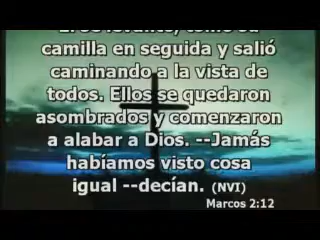 camilla en seguida y salió
caminando a la vista de
todos. Ellos se quedaron
asombrados y comenzaron
a alabar a Dios. --Jamás
habíamos visto cosa
igual --decían. (NVI)
Marcos 2:12